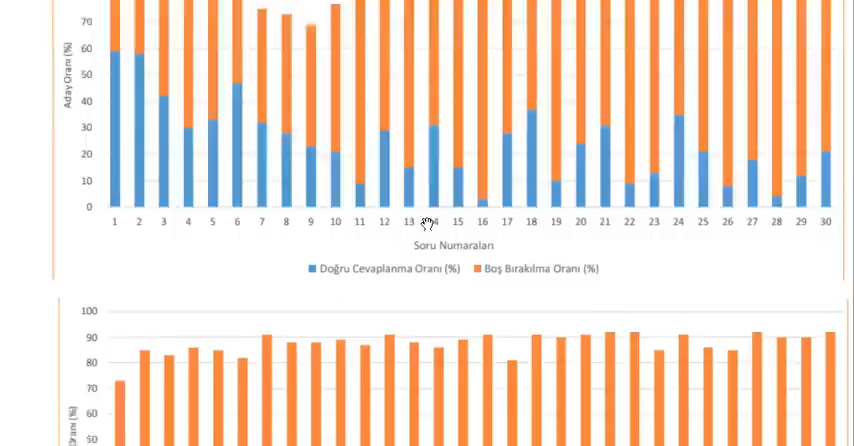 70
60
50
40
30
20
10
0
Aday Oranı (%)
1 2 3 4 5 6 7 8 9 10 11 12 13 14 15 16 17 18 19 20 21 22 23 24 25 26 27 28 29 30
Soru Numaraları
Doğru Cevaplanma Oranı (%) Boş Bırakılma Oranı (%)
100
90
80
70
60
50
Oranı (%)